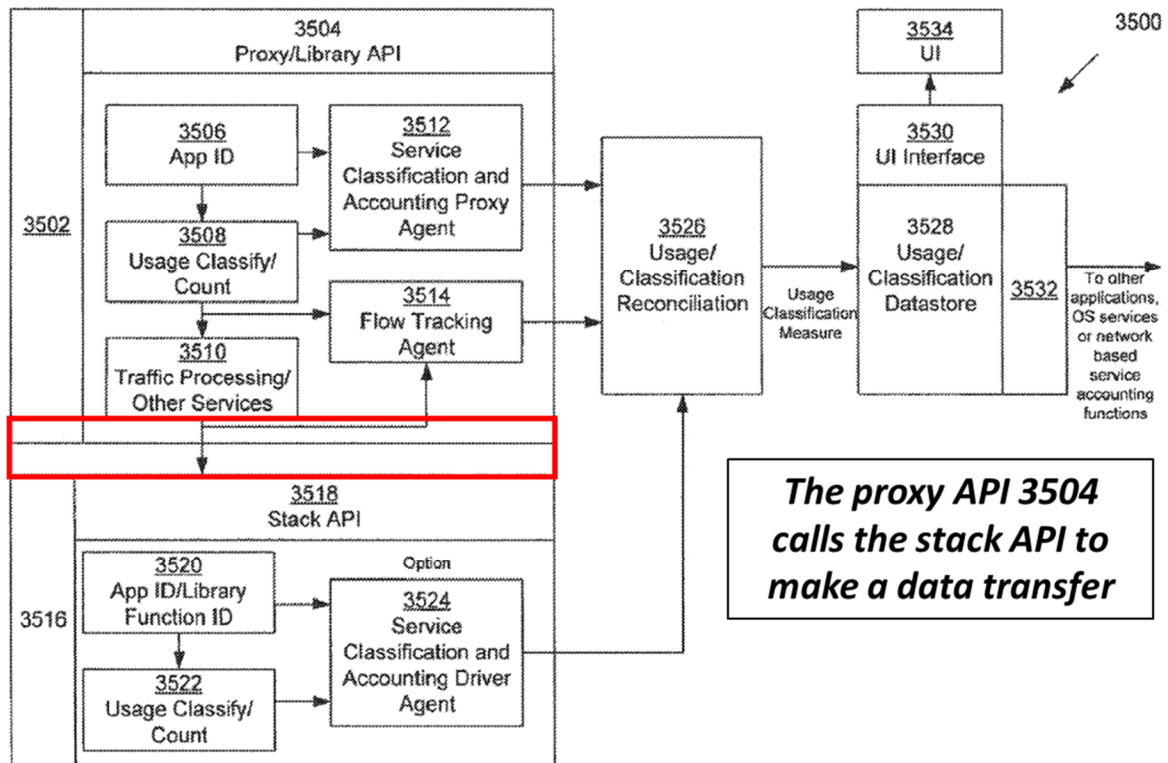 3500
3504
Proxy/Library API
3502
3506
App ID
3508
Usage Classify/
Count
3510
Traffic Processing/
Other Services
3512
Service
Classification and
Accounting Proxy
Agent
3514
Flow Tracking
Agent
3516
3518
Stack API
3520
App ID/Library
Function ID
3522
Usage Classify/
Count
Option
3524
Service
Classification and
Accounting Driver
Agent
3526
Usage/
Classification
Reconciliation
Usage
Classification
Measure
3534
UI
3530
UI Interface
3528
Usage/
Classification
Datastore
3532
To other
applications,
OS services
or network
based
service
accounting
functions
The proxy API 3504
calls the stack API to
make a data transfer